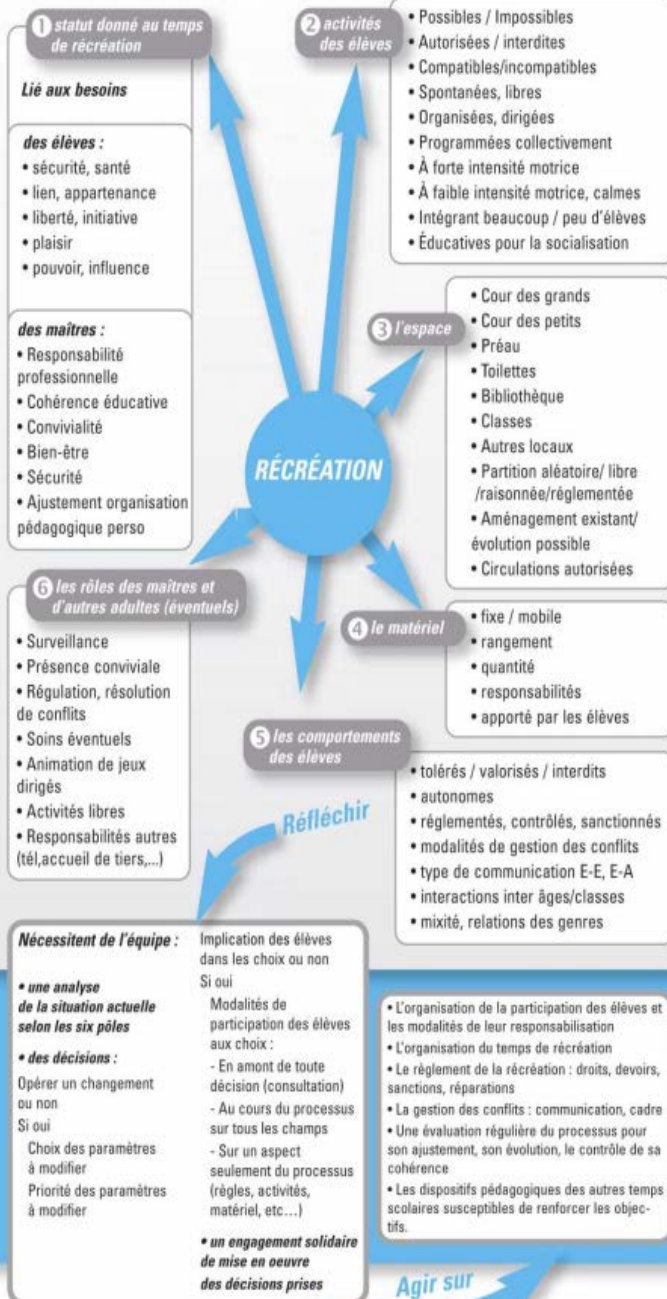 1 statut donné au temps
de récréation
Lié aux besoins
des élèves :
• sécurité, santé
• lien, appartenance
• liberté, initiative
• plaisir
• pouvoir, influence
des maîtres :
• Responsabilité
professionnelle
• Cohérence éducative
• Convivialité
• Bien-être
• Sécurité
• Ajustement organisation
pédagogique perso
2 activités
des élèves
• Possibles / Impossibles
• Autorisées / interdites
• Compatibles/incompatibles
• Spontanées, libres
• Organisées, dirigées
• Programmées collectivement
• À forte intensité motrice
• À faible intensité motrice, calmes
• Intégrant beaucoup / peu d'élèves
• Éducatives pour la socialisation
3 l'espace
• Cour des grands
• Cour des petits
• Préau
• Toilettes
• Bibliothèque
• Classes
• Autres locaux
• Partition aléatoire/ libre
/raisonnée/réglementée
• Aménagement existant/
évolution possible
• Circulations autorisées
RÉCRÉATION
4 le matériel
• fixe / mobile
• rangement
• quantité
• responsabilités
• apporté par les élèves
5 les comportements
des élèves
• tolérés / valorisés / interdits
• autonomes
• réglementés, contrôlés, sanctionnés
• modalités de gestion des conflits
• type de communication E-E, E-A
• interactions inter âges/classes
• mixité, relations des genres
6 les rôles des maîtres et
d'autres adultes (éventuels)
• Surveillance
• Présence conviviale
• Régulation, résolution
de conflits
• Soins éventuels
• Animation de jeux
dirigés
• Activités libres
• Responsabilités autres
(tél,accueil de tiers,...)
Réfléchir
Nécessitent de l'équipe :
• une analyse
de la situation actuelle
selon les six pôles
• des décisions :
Opérer un changement
ou non
Si oui
Choix des paramètres
à modifier
Priorité des paramètres
à modifier
Implication des élèves
dans les choix ou non
Si oui
Modalités de
participation des élèves
aux choix :
- En amont de toute
décision (consultation)
- Au cours du processus
sur tous les champs
- Sur un aspect
seulement du processus
(règles, activités,
matériel, etc…)
• un engagement solidaire
de mise en oeuvre
des décisions prises
• L'organisation de la participation des élèves et
les modalités de leur responsabilisation
• L'organisation du temps de récréation
• Le règlement de la récréation : droits, devoirs,
sanctions, réparations
• La gestion des conflits : communication, cadre
• Une évaluation régulière du processus pour
son ajustement, son évolution, le contrôle de sa
cohérence
• Les dispositifs pédagogiques des autres temps
scolaires susceptibles de renforcer les objec-
tifs.
Agir sur